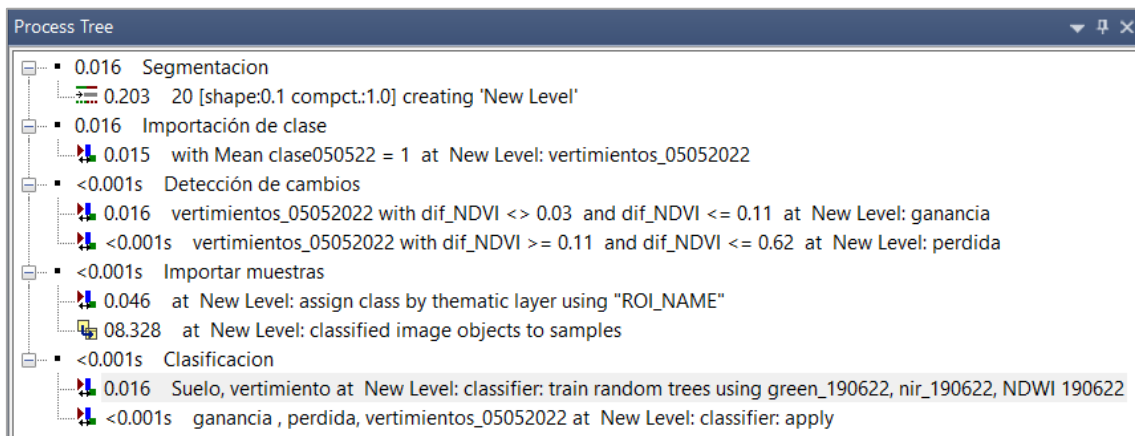 Process Tree
0.016 Segmentacion
0.203 20 [shape:0.1 compct.:1.0] creating 'New Level'
0.016 Importación de clase
0.015 with Mean clase050522 = 1 at New Level: vertimientos_05052022
<0.001s Detección de cambios
0.016 vertimientos_05052022 with dif_NDVI <> 0.03 and dif_NDVI <= 0.11 at New Level: ganancia
<0.001s vertimientos_05052022 with dif_NDVI >= 0.11 and dif_NDVI <= 0.62 at New Level: perdida
<0.001s Importar muestras
0.046 at New Level: assign class by thematic layer using "ROI_NAME"
08.328 at New Level: classified image objects to samples
<0.001s Clasificacion
0.016 Suelo, vertimiento at New Level: classifier: train random trees using green_190622, nir_190622, NDWI 190622
<0.001s ganancia , perdida, vertimientos_05052022 at New Level: classifier: apply